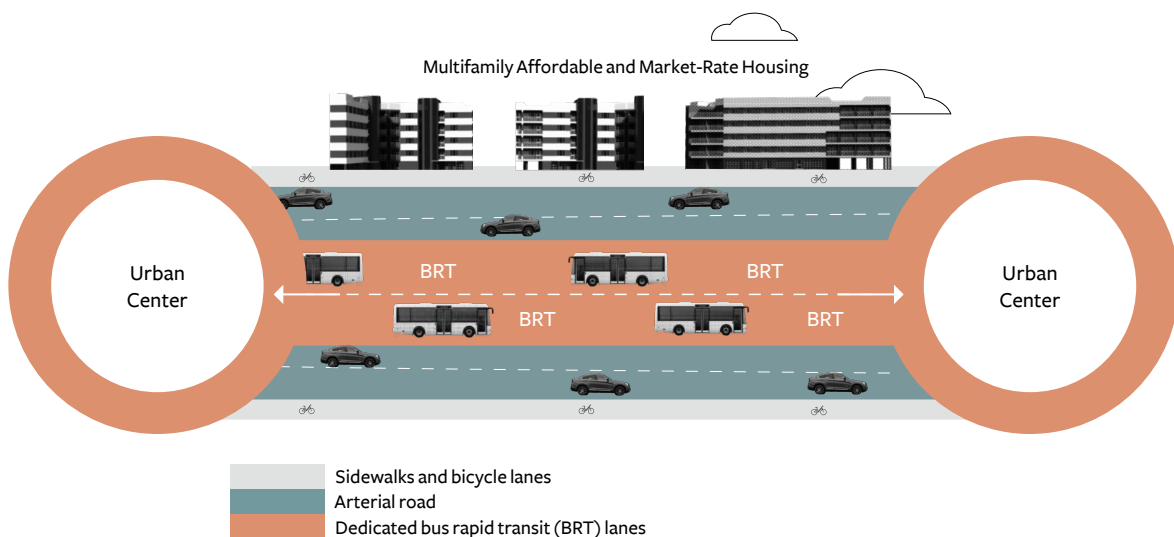 Multifamily Affordable and Market-Rate Housing
Urban
Center
BRT
BRT
Urban
Center
BRT
BRT
Sidewalks and bicycle lanes
Arterial road
Dedicated bus rapid transit (BRT) lanes